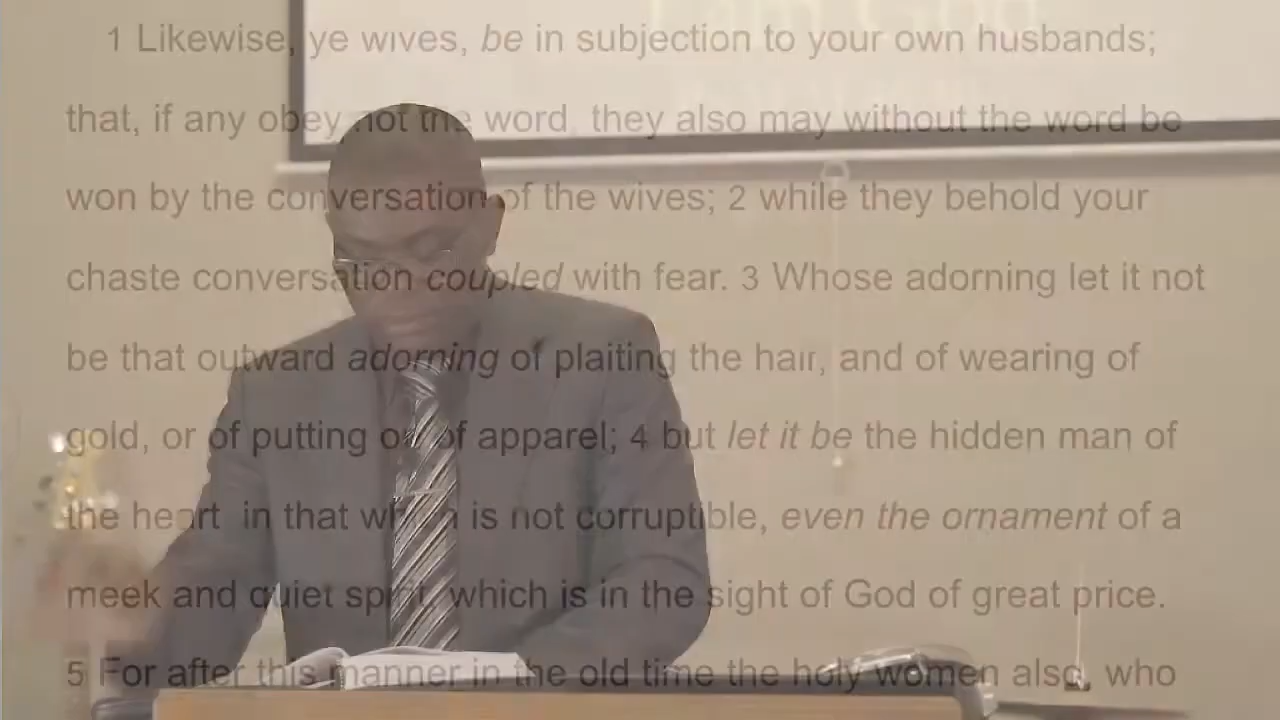 1 Likewise, ye wives, be in subjection to your own husbands;
that, if any obey not the word, they also may without the word be
won by the conversation of the wives; 2 while they behold your
chaste conversation coupled with fear. 3 Whose adorning let it not
be that outward adorning of plaiting the hair, and of wearing of
gold, or of putting on of apparel; 4 but let it be the hidden man of
the heart, in that which is not corruptible, even the ornament of a
meek and quiet spirit, which is in the sight of God of great price.
5 For after this manner in the old time the holy women also, who